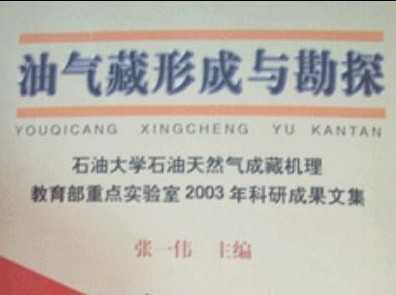 油气藏形成与勘探
YOUQICANG XINGCHENG YU KANTAN
石油大学石油天然气成藏机理
教育部重点实验室 2003 年科研成果文集
张一伟 主编